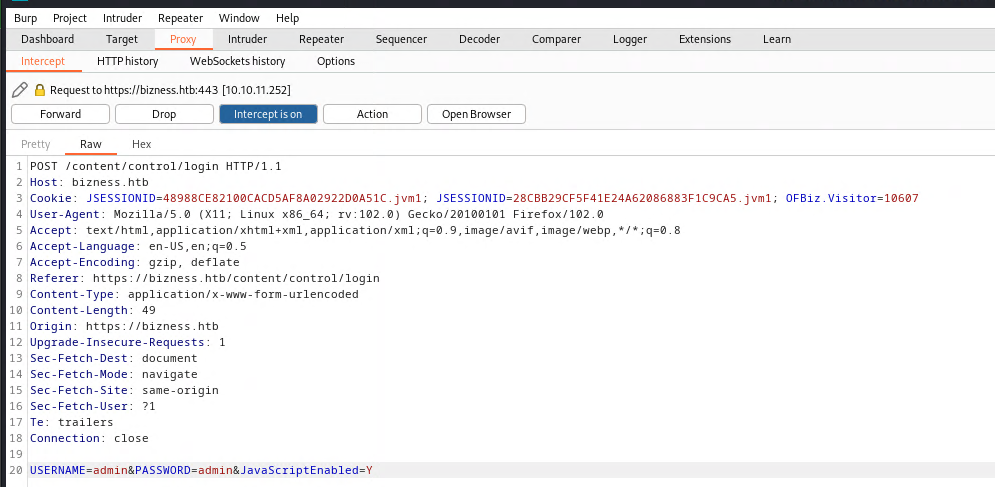 Burp Project Intruder Repeater Window Help
Dashboard Target Proxy Intruder Repeater Sequencer Decoder Comparer Logger Extensions Learn
Intercept HTTP history WebSockets history Options
Request to https://bizness.htb:443 [10.10.11.252]
Forward Drop Intercept is on Action Open Browser
Pretty Raw Hex
1 POST /content/control/login HTTP/1.1
2 Host: bizness.htb
3 Cookie: JSESSIONID=48988CE82100CACD5AF8A02922D0A51C.jvm1; JSESSIONID=28CBB29CF5F41E24A62086883F1C9CA5.jvm1; OFBiz.Visitor=10607
4 User-Agent: Mozilla/5.0 (X11; Linux x86_64; rv:102.0) Gecko/20100101 Firefox/102.0
5 Accept: text/html,application/xhtml+xml,application/xml;q=0.9,image/avif,image/webp,*/*;q=0.8
6 Accept-Language: en-US,en;q=0.5
7 Accept-Encoding: gzip, deflate
8 Referer: https://bizness.htb/content/control/login
9 Content-Type: application/x-www-form-urlencoded
10 Content-Length: 49
11 Origin: https://bizness.htb
12 Upgrade-Insecure-Requests: 1
13 Sec-Fetch-Dest: document
14 Sec-Fetch-Mode: navigate
15 Sec-Fetch-Site: same-origin
16 Sec-Fetch-User: ?1
17 Te: trailers
18 Connection: close
19
20 USERNAME=admin&PASSWORD=admin&JavaScriptEnabled=Y